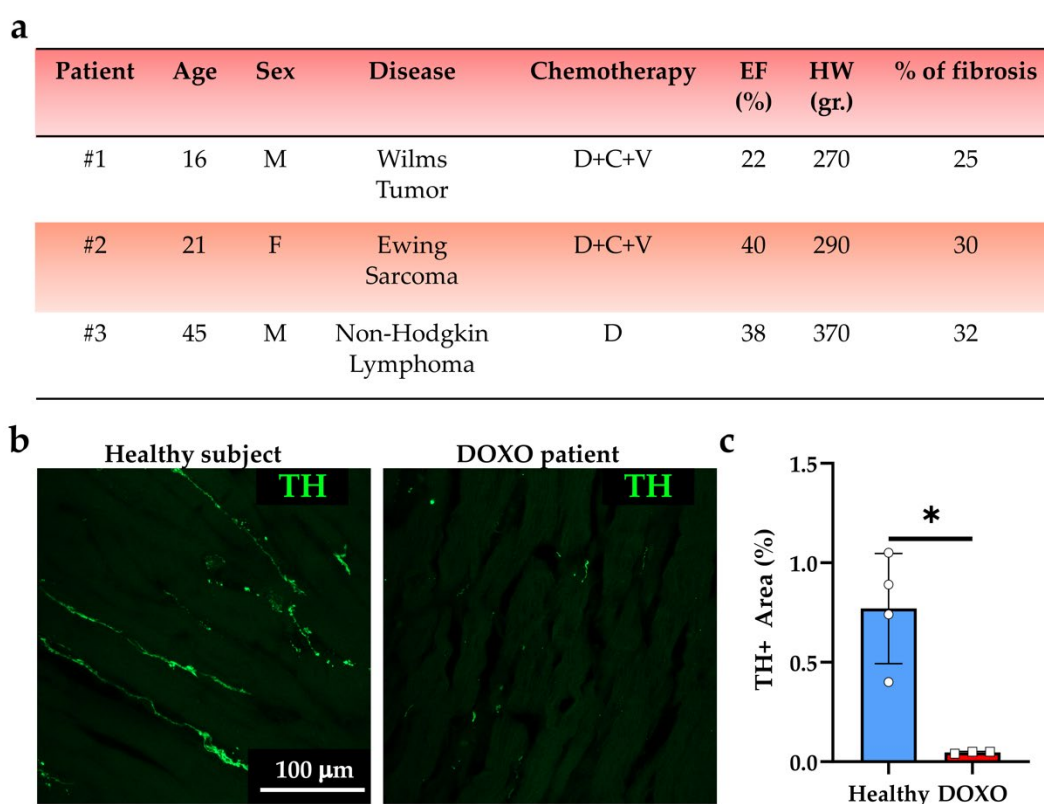 a
Patient Age Sex Disease Chemotherapy EF (%) HW (gr.) % of fibrosis
#1 16 M Wilms Tumor D+C+V 22 270 25
#2 21 F Ewing Sarcoma D+C+V 40 290 30
#3 45 M Non-Hodgkin Lymphoma D 38 370 32
b
Healthy subject
TH
100 μm
DOXO patient
TH
c
TH+ Area (%)
1.5
1.0
0.5
0.0
*
Healthy DOXO